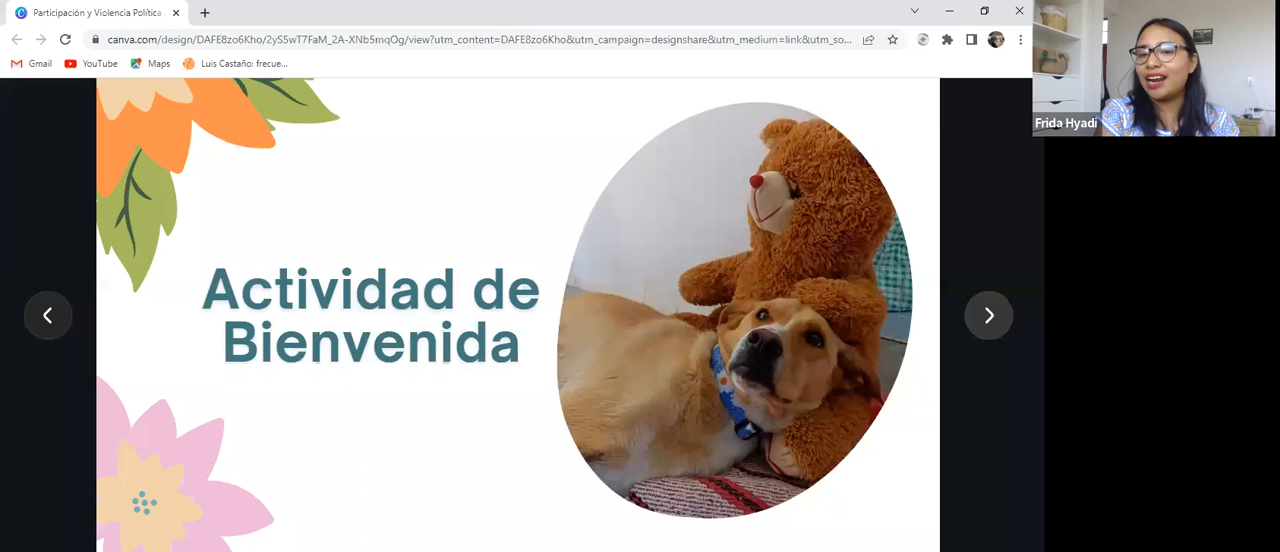 Participación y Violencia Política
canva.com/design/DAFE8zo6Kho/2yS5wT7FaM_2A-XNb5mqOg/view?utm_content=DAFE8zo6Kho&utm_campaign=designshare&utm_medium=link&utm_so...
Gmail
YouTube
Maps
Luis Castaño: frecue...
Frida Hyadi
Actividad de
Bienvenida